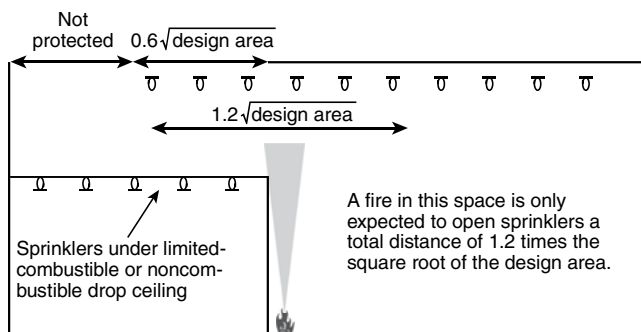 Not
protected
0.6√design area
1.2√design area
Sprinklers under limited-
combustible or noncom-
bustible drop ceiling
A fire in this space is only
expected to open sprinklers a
total distance of 1.2 times the
square root of the design area.